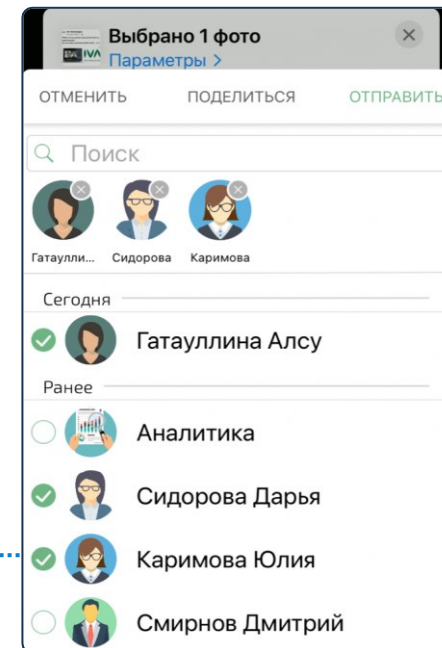 Выбрано 1 фото
IVA
Параметры >
ОТМЕНИТЬ ПОДЕЛИТЬСЯ ОТПРАВИТЬ
Поиск
Гатаулли... Сидорова Каримова
Сегодня
Гатауллина Алсу
Ранее
Аналитика
Сидорова Дарья
Каримова Юлия
Смирнов Дмитрий